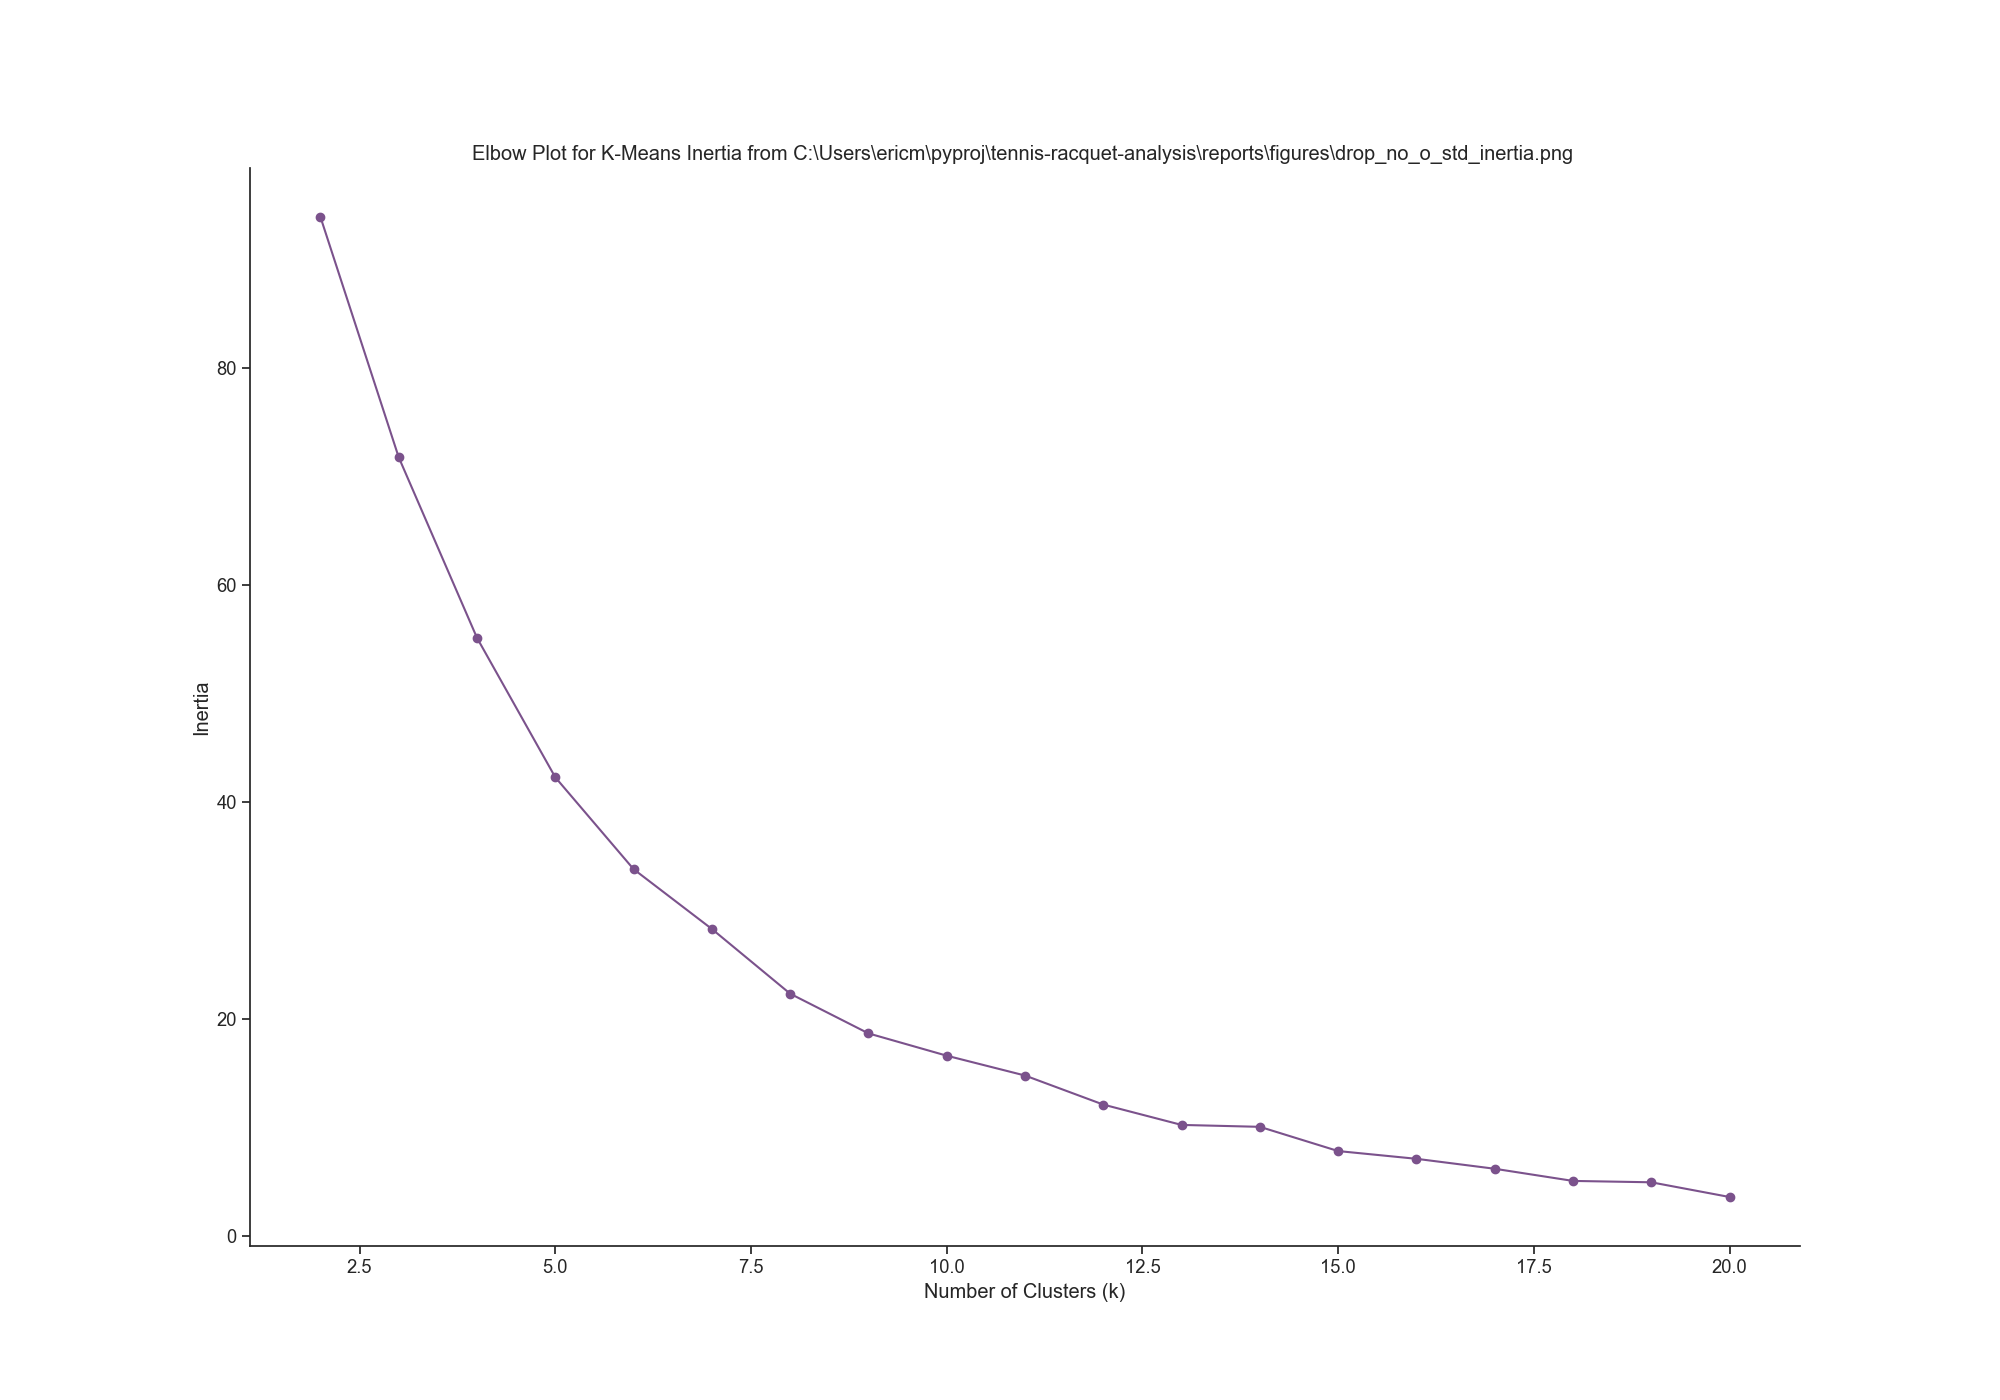 Elbow Plot for K-Means Inertia from C:\Users\ericm\pyproj\tennis-racquet-analysis\reports\figures\drop_no_o_std_inertia.png
80
60
40
20
0
Inertia
2.5 5.0 7.5 10.0 12.5 15.0 17.5 20.0
Number of Clusters (k)